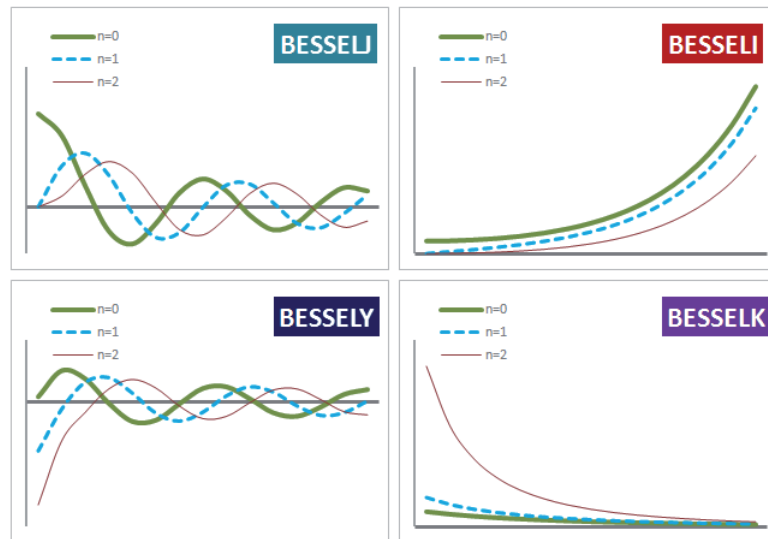 n=0
n=1
n=2
BESSELJ
n=0
n=1
n=2
BESSELI
n=0
n=1
n=2
BESSELY
n=0
n=1
n=2
BESSELK